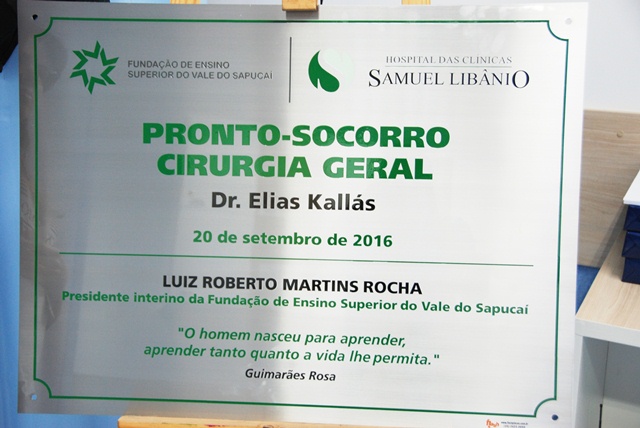 FUNDAÇÃO DE ENSINO
SUPERIOR DO VALE DO SAPUCAÍ
HOSPITAL DAS CLÍNICAS
SAMUEL LIBÂNIO
PRONTO-SOCORRO
CIRURGIA GERAL
Dr. Elias Kallás
20 de setembro de 2016
LUIZ ROBERTO MARTINS ROCHA
Presidente interino da Fundação de Ensino Superior do Vale do Sapucaí
"O homem nasceu para aprender,
aprender tanto quanto a vida lhe permita."
Guimarães Rosa